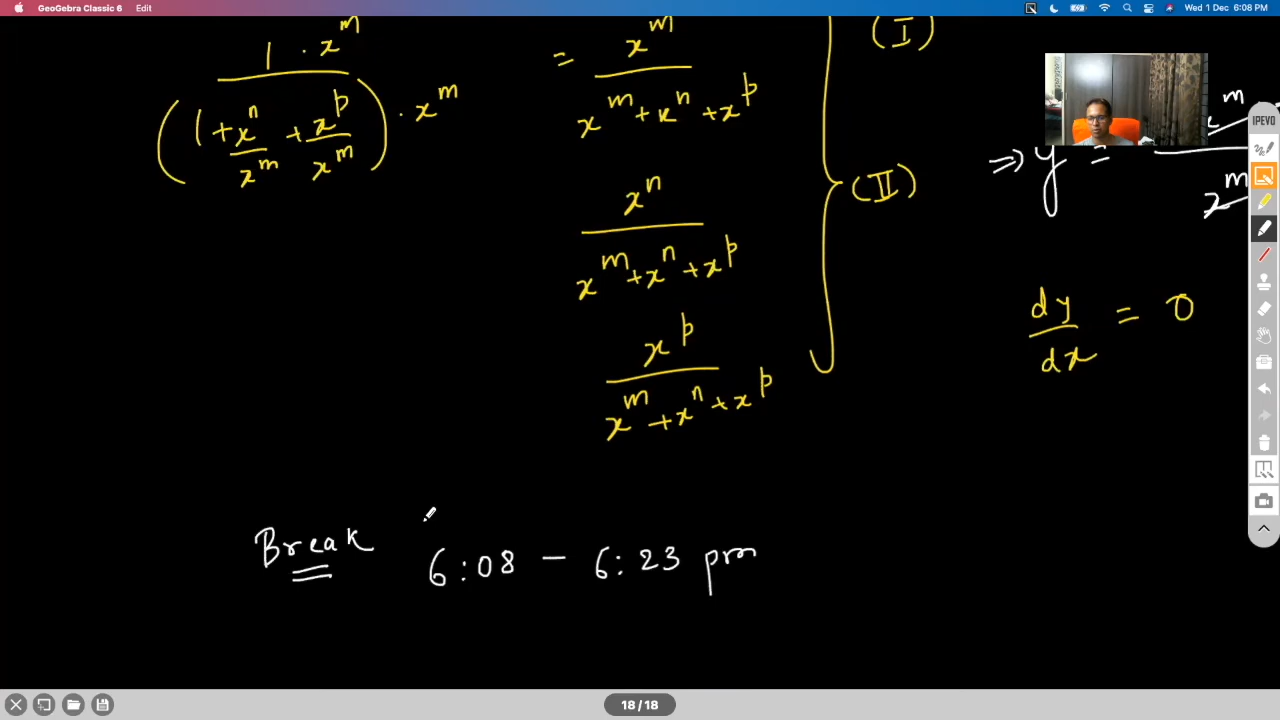 GeoGebra Classic 6 Edit Wed 1 Dec 6:08 PM
1 · x^m / (1 + x^n/x^m + x^p/x^m) · x^m = x^m / (x^m + x^n + x^p)
(I)
x^n / (x^m + x^n + x^p)
(II)
x^p / (x^m + x^n + x^p)
⇒ y =
x^m
dy/dx = 0
IPEVO
Break 6:08 – 6:23 pm
18 / 18